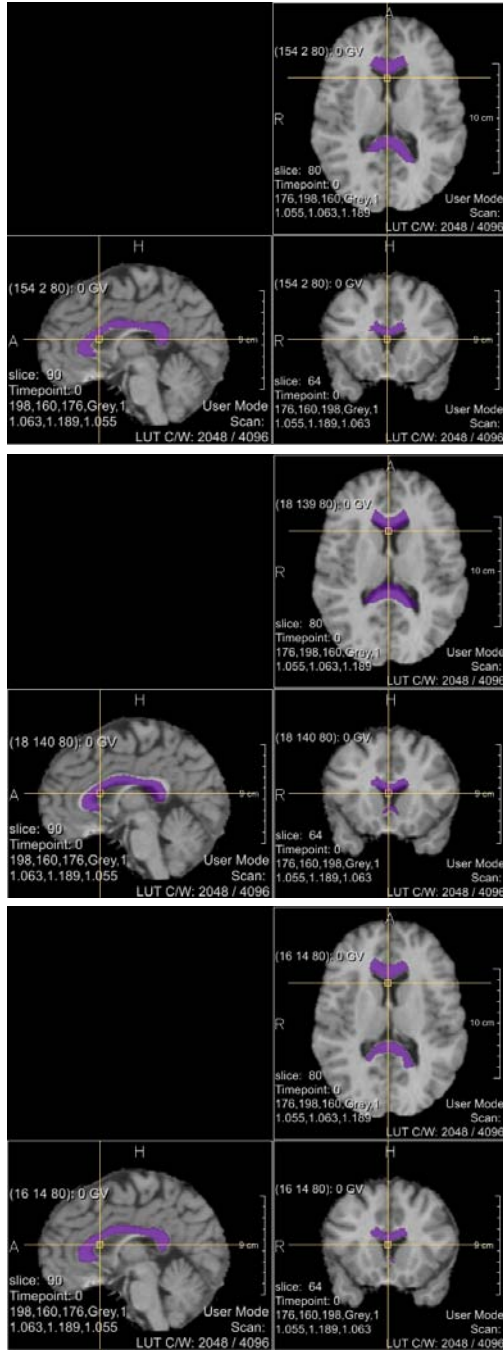 A
(154 2 80): 0 GV
R
10 cm
slice: 80
Timepoint: 0
176,198,160,Grey,1
1.055,1.063,1.189
User Mode
Scan:
LUT C/W: 2048 / 4096
H
(154 2 80): 0 GV
A
9 cm
slice: 90
Timepoint: 0
198,160,176,Grey,1
1.063,1.189,1.055
User Mode
Scan:
LUT C/W: 2048 / 4096
H
(154 2 80): 0 GV
R
9 cm
slice: 64
Timepoint: 0
176,160,198,Grey,1
1.055,1.189,1.063
User Mode
Scan:
LUT C/W: 2048 / 4096
A
(18 139 80): 0 GV
R
10 cm
slice: 80
Timepoint: 0
176,198,160,Grey,1
1.055,1.063,1.189
User Mode
Scan:
LUT C/W: 2048 / 4096
H
(18 140 80): 0 GV
A
9 cm
slice: 90
Timepoint: 0
198,160,176,Grey,1
1.063,1.189,1.055
User Mode
Scan:
LUT C/W: 2048 / 4096
H
(18 140 80): 0 GV
R
9 cm
slice: 64
Timepoint: 0
176,160,198,Grey,1
1.055,1.189,1.063
User Mode
Scan:
LUT C/W: 2048 / 4096
A
(16 14 80): 0 GV
R
10 cm
slice: 80
Timepoint: 0
176,198,160,Grey,1
1.055,1.063,1.189
User Mode
Scan:
LUT C/W: 2048 / 4096
H
(16 14 80): 0 GV
A
9 cm
slice: 90
Timepoint: 0
198,160,176,Grey,1
1.063,1.189,1.055
User Mode
Scan:
LUT C/W: 2048 / 4096
H
(16 14 80): 0 GV
R
9 cm
slice: 64
Timepoint: 0
176,160,198,Grey,1
1.055,1.189,1.063
User Mode
Scan:
LUT C/W: 2048 / 4096